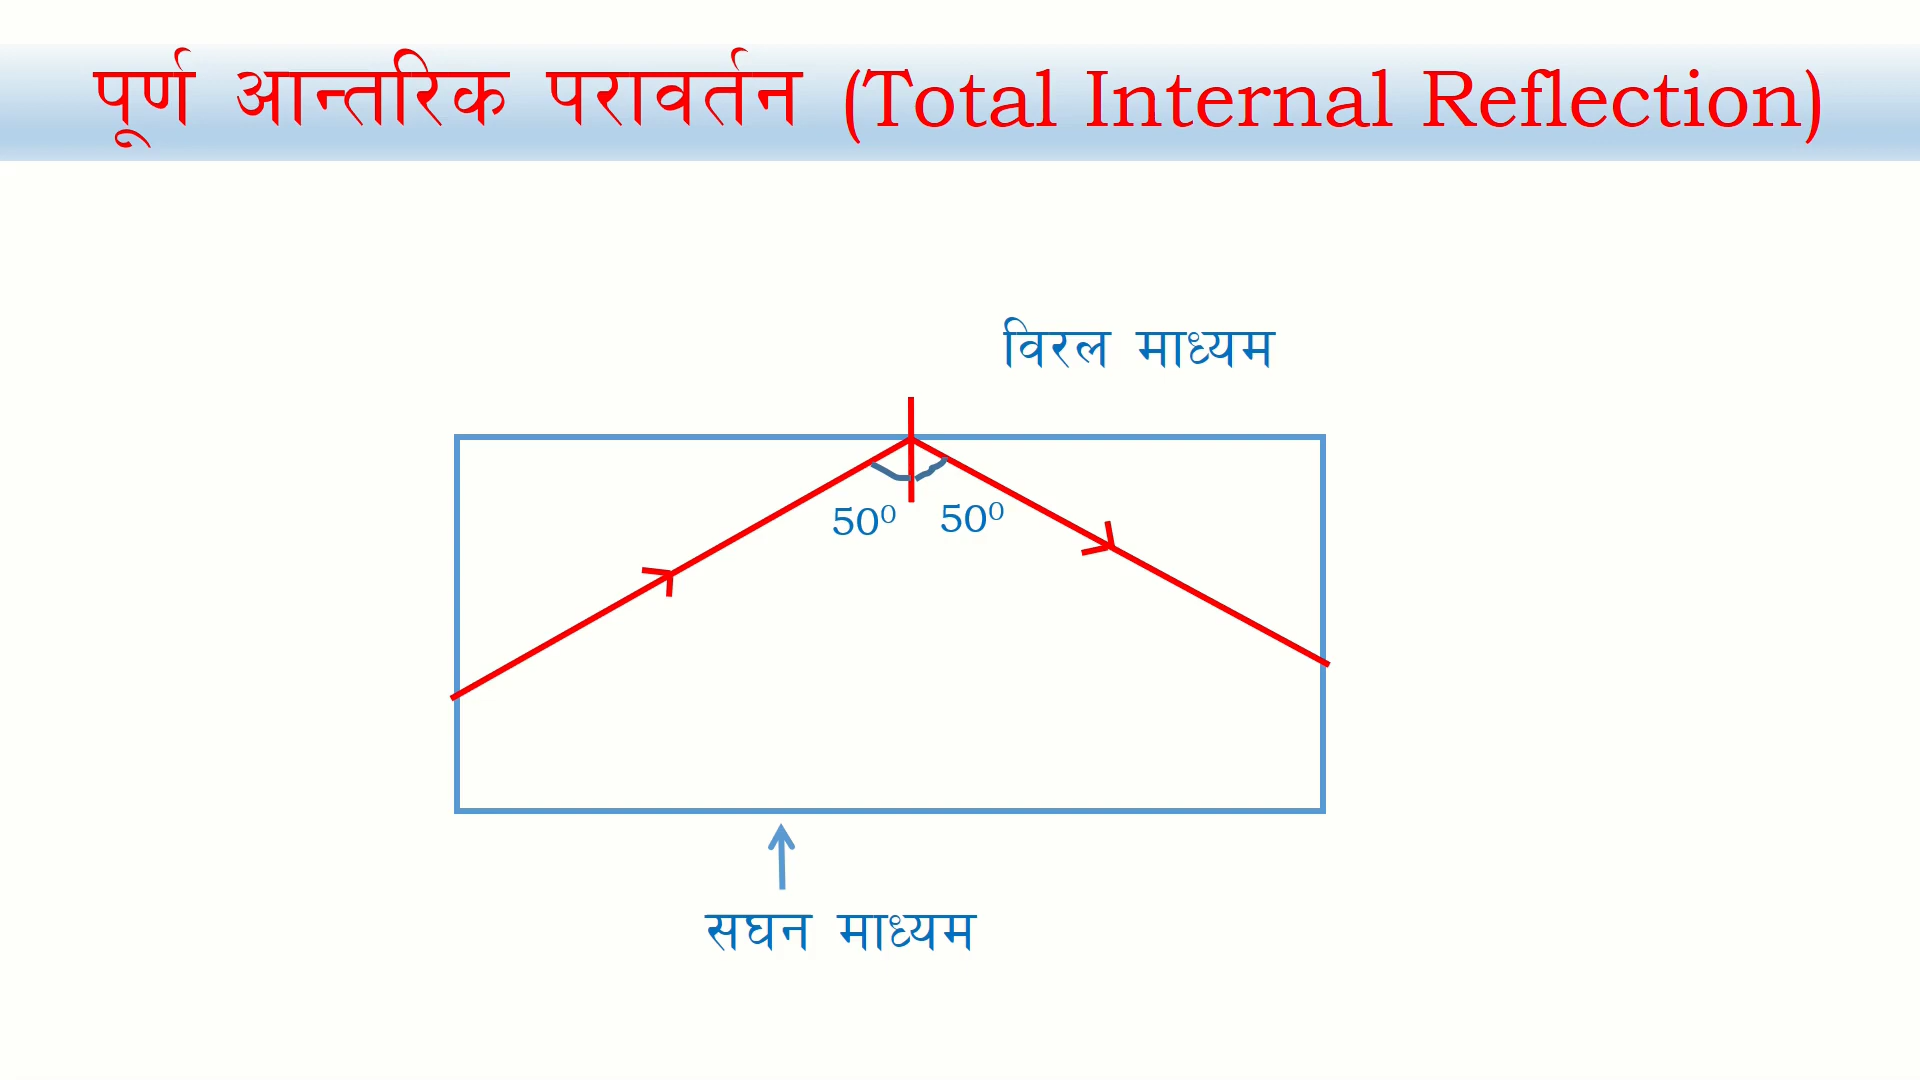 पूर्ण आन्तरिक परावर्तन (Total Internal Reflection)
विरल माध्यम
50⁰ 50⁰
सघन माध्यम